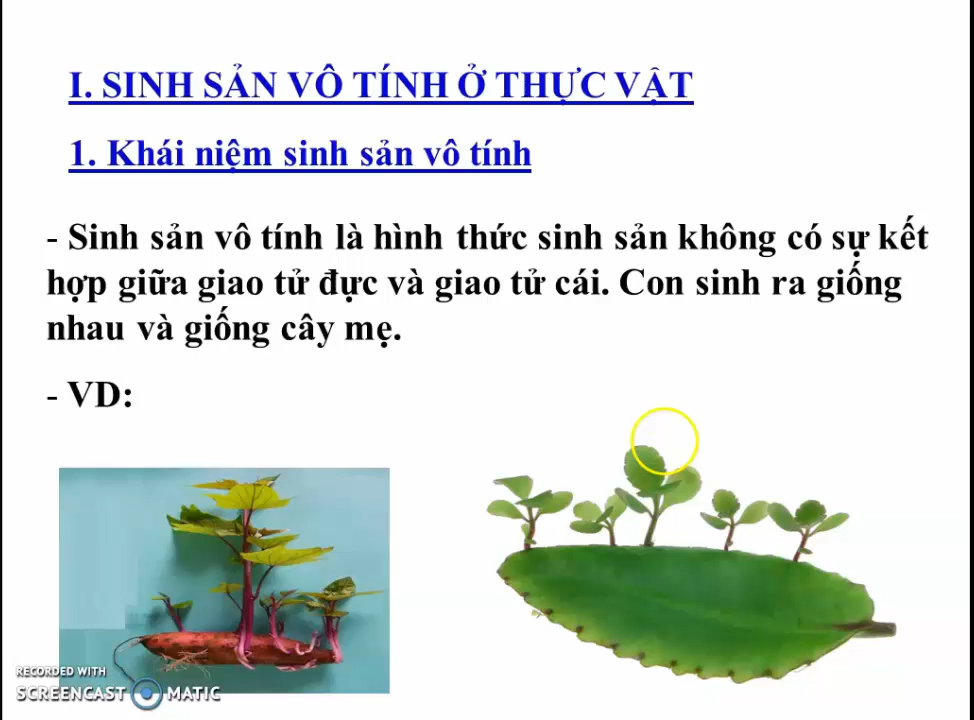 I. SINH SẢN VÔ TÍNH Ở THỰC VẬT
1. Khái niệm sinh sản vô tính
- Sinh sản vô tính là hình thức sinh sản không có sự kết
hợp giữa giao tử đực và giao tử cái. Con sinh ra giống
nhau và giống cây mẹ.
- VD:
RECORDED WITH
SCREENCAST MATIC